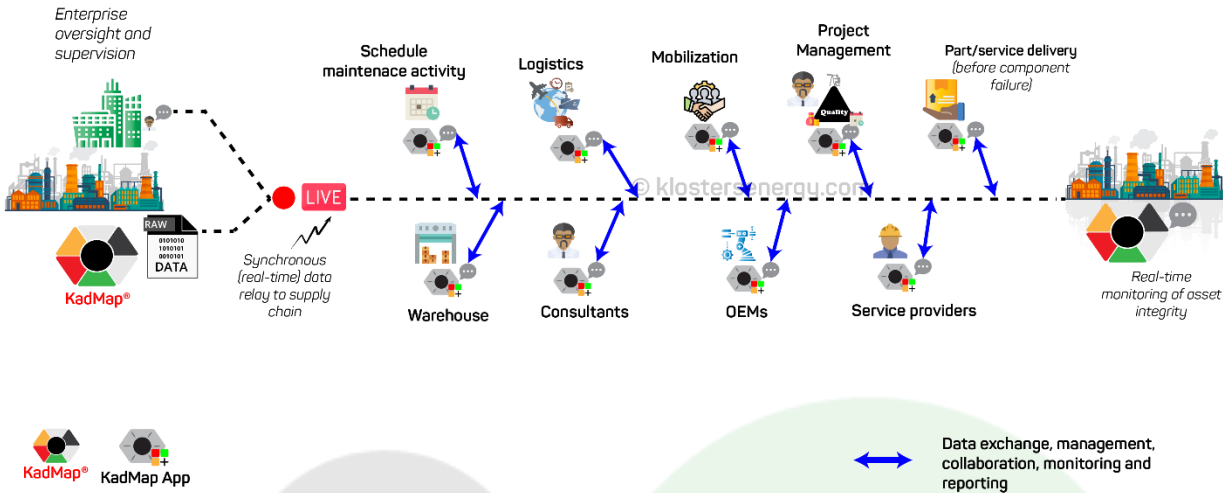 Enterprise
oversight and
supervision
Schedule
maintenace activity
Logistics
Mobilization
Project
Management
Part/service delivery
(before component
failure)
Quality
© klostersenergy.com
LIVE
RAW
0101010
1010101
0010101
DATA
KadMap®
Synchronous
(real-time) data
relay to supply
chain
Warehouse
Consultants
OEMs
Service providers
Real-time
monitoring of asset
integrity
KadMap®
KadMap App
Data exchange, management,
collaboration, monitoring and
reporting